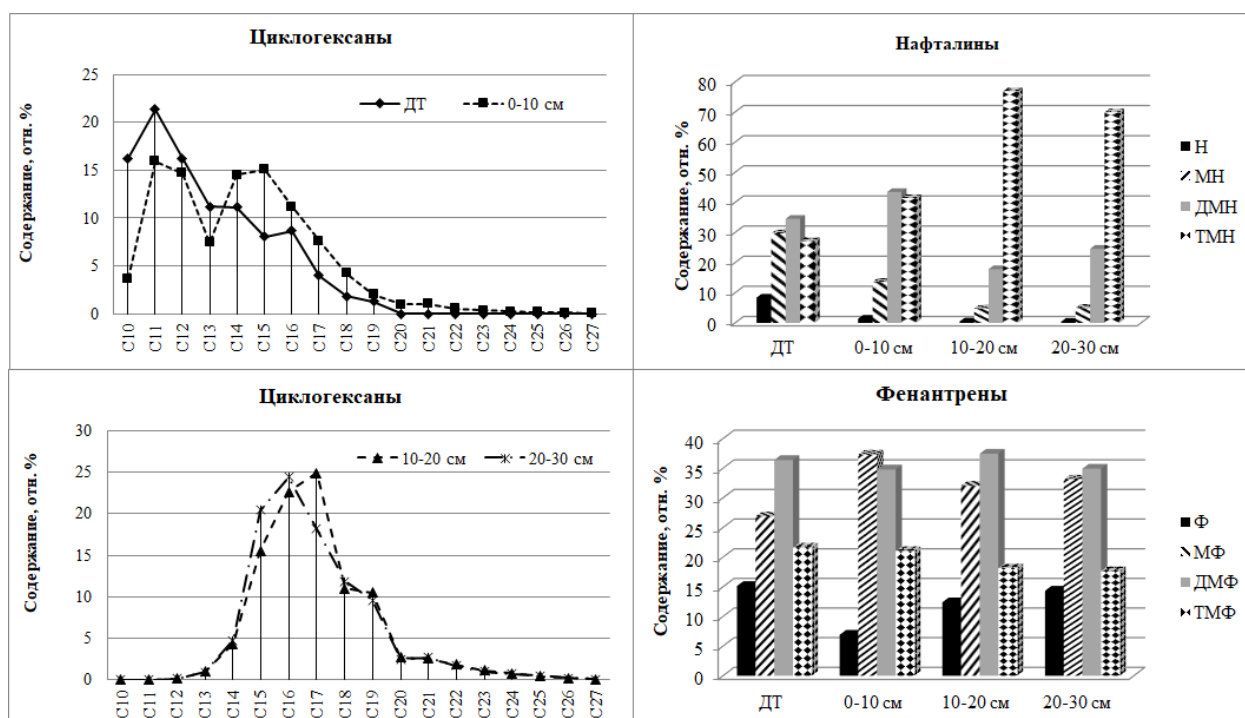 Циклогексаны
Содержание, отн. %
25
20
15
10
5
0
ДТ
0-10 см
C10
C11
C12
C13
C14
C15
C16
C17
C18
C19
C20
C21
C22
C23
C24
C25
C26
C27
Нафталины
Содержание, отн. %
80
70
60
50
40
30
20
10
0
ДТ
0-10 см
10-20 см
20-30 см
Н
МН
ДМН
ТМН
Циклогексаны
Содержание, отн. %
30
25
20
15
10
5
0
10-20 см
20-30 см
C10
C11
C12
C13
C14
C15
C16
C17
C18
C19
C20
C21
C22
C23
C24
C25
C26
C27
Фенантрены
Содержание, отн. %
40
35
30
25
20
15
10
5
0
ДТ
0-10 см
10-20 см
20-30 см
Ф
МФ
ДМФ
ТМФ